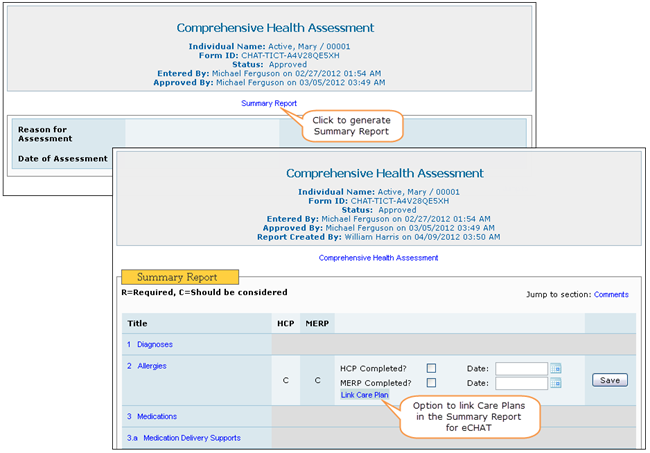 Comprehensive Health Assessment
Individual Name: Active, Mary / 00001
Form ID: CHAT-TICT-A4V28QE5XH
Status: Approved
Entered By: Michael Ferguson on 02/27/2012 01:54 AM
Approved By: Michael Ferguson on 03/05/2012 03:49 AM
Summary Report
Click to generate
Summary Report
Reason for
Assessment
Date of Assessment
Comprehensive Health Assessment
Individual Name: Active, Mary / 00001
Form ID: CHAT-TICT-A4V28QE5XH
Status: Approved
Entered By: Michael Ferguson on 02/27/2012 01:54 AM
Approved By: Michael Ferguson on 03/05/2012 03:49 AM
Report Created By: William Harris on 04/09/2012 03:50 AM
Comprehensive Health Assessment
Summary Report
R=Required, C=Should be considered
Jump to section: Comments
Title HCP MERP
1 Diagnoses
2 Allergies
C C
HCP Completed? Date:
MERP Completed? Date:
Save
Link Care Plan
Option to link Care Plans
in the Summary Report
for eCHAT
3 Medications
3.a Medication Delivery Supports